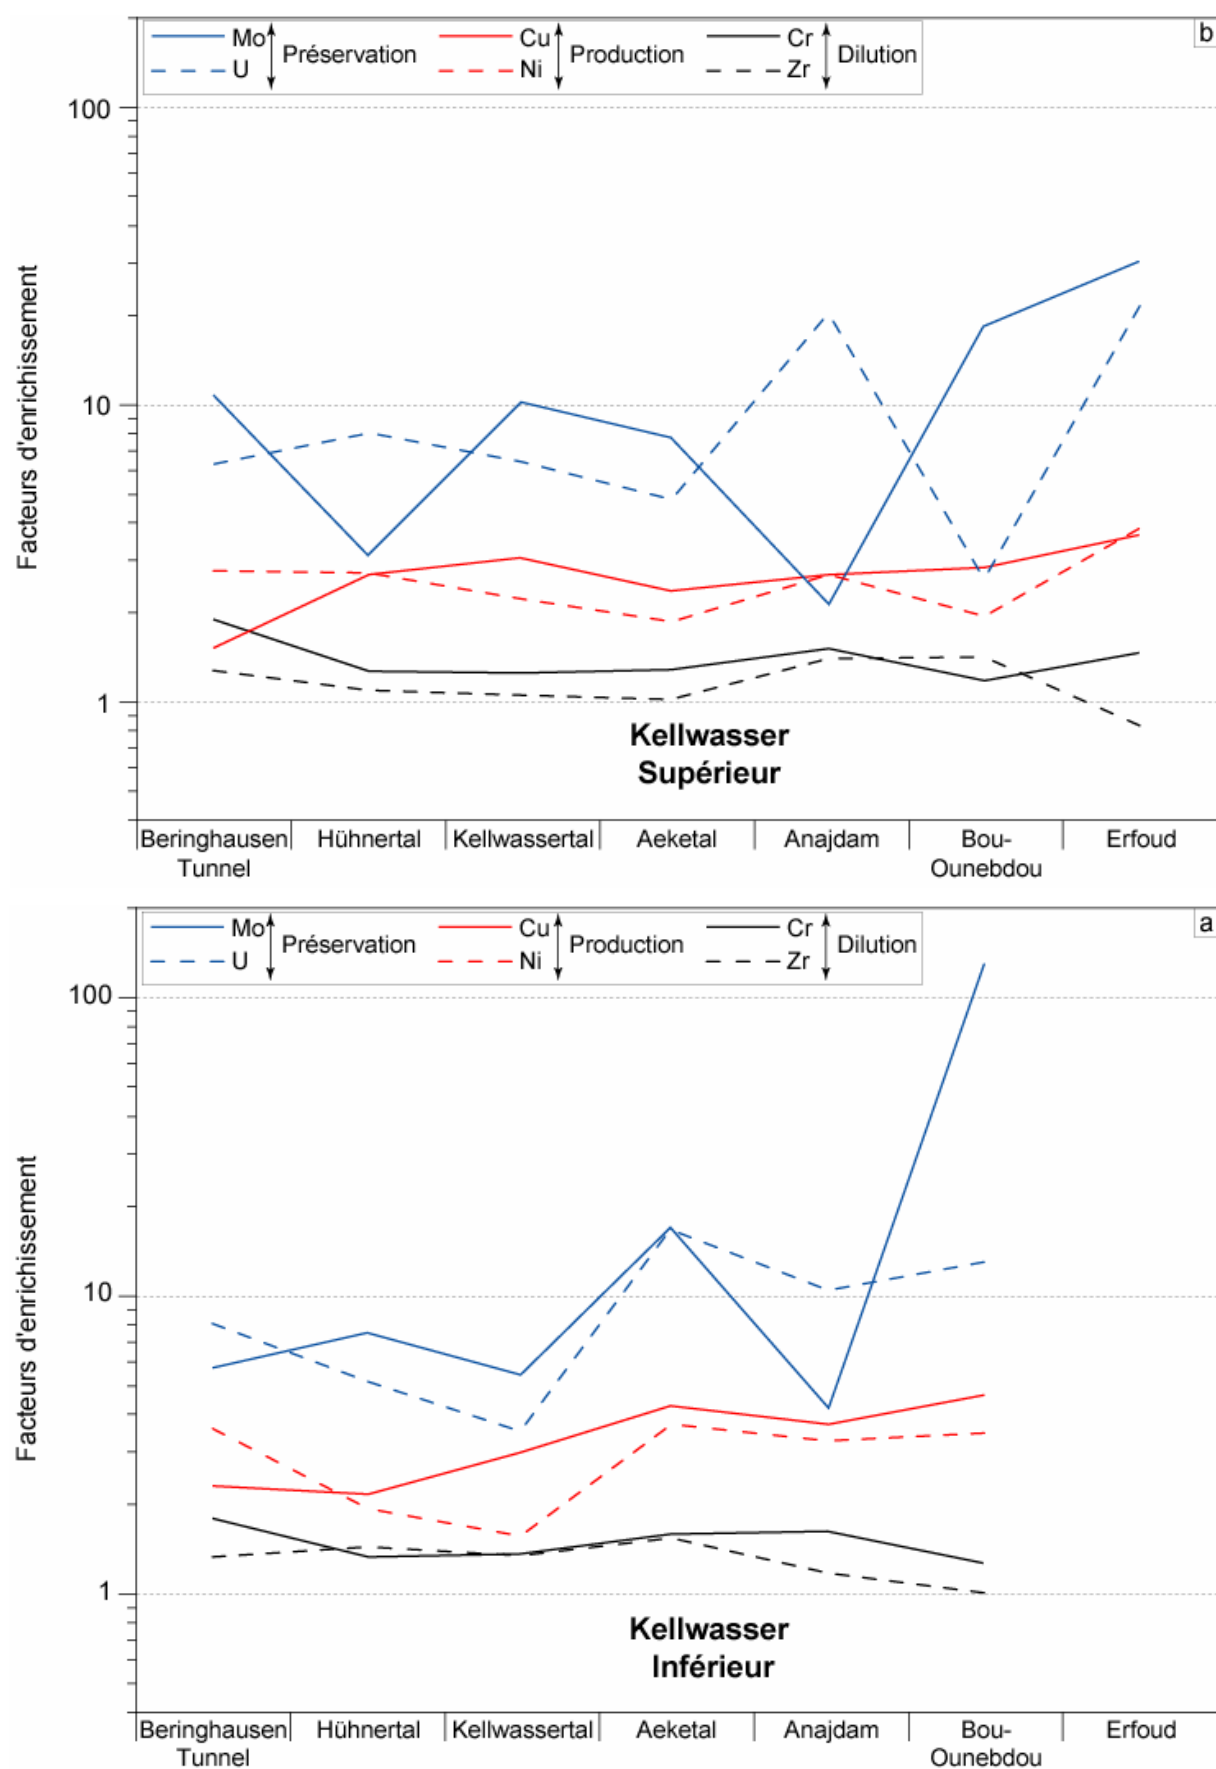 b
Mo Préservation Cu Production Cr Dilution
U Ni Zr
100
10
1
Facteurs d'enrichissement
Kellwasser
Supérieur
Beringhausen Hühnertal Kellwassertal Aeketal Anajdam Bou- Erfoud
Tunnel Ounebdou
a
Mo Préservation Cu Production Cr Dilution
U Ni Zr
100
10
1
Facteurs d'enrichissement
Kellwasser
Inférieur
Beringhausen Hühnertal Kellwassertal Aeketal Anajdam Bou- Erfoud
Tunnel Ounebdou